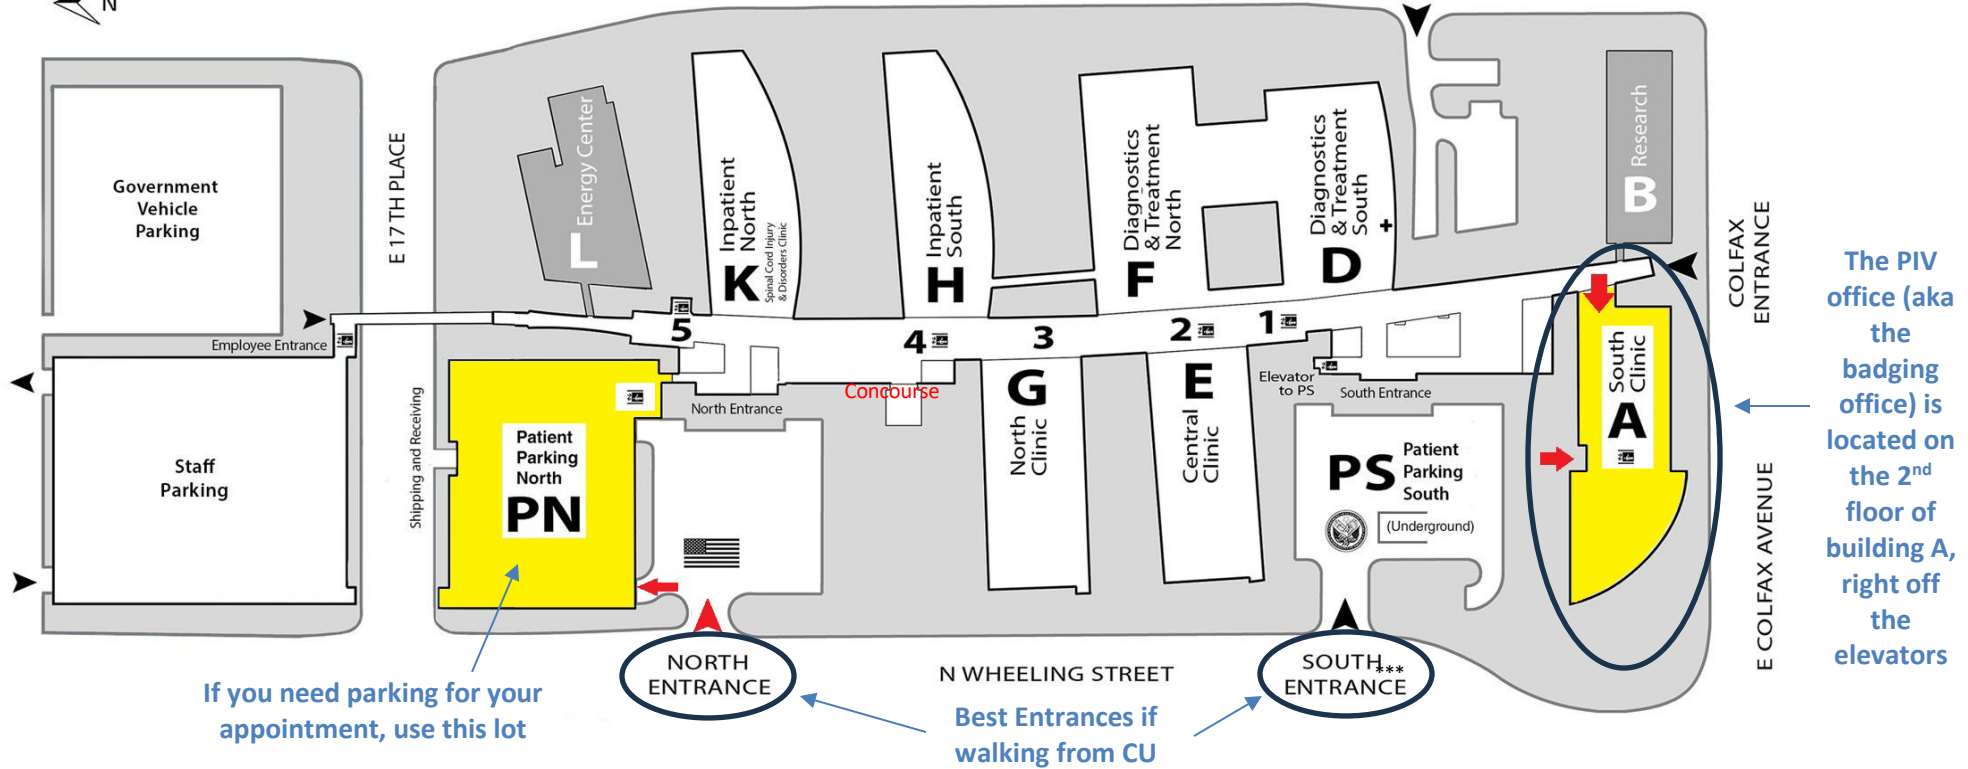 N
Government
Vehicle
Parking
E 17 TH PLACE
Employee Entrance
Staff
Parking
Shipping and Receiving
L Energy Center
K Inpatient
North
Spinal Cord Injury
& Disorders Clinic
H Inpatient
South
F Diagnostics
& Treatment
North
D Diagnostics
& Treatment
South
B Research
5
4
3
2
1
Concourse
North Entrance
Patient
Parking
North
PN
G
North
Clinic
E
Central
Clinic
Elevator
to PS
South Entrance
PS
Patient
Parking
South
(Underground)
A South
Clinic
COLFAX
ENTRANCE
E COLFAX AVENUE
The PIV
office (aka
the
badging
office) is
located on
the 2nd
floor of
building A,
right off
the
elevators
NORTH
ENTRANCE
N WHEELING STREET
SOUTH***
ENTRANCE
If you need parking for your
appointment, use this lot
Best Entrances if
walking from CU